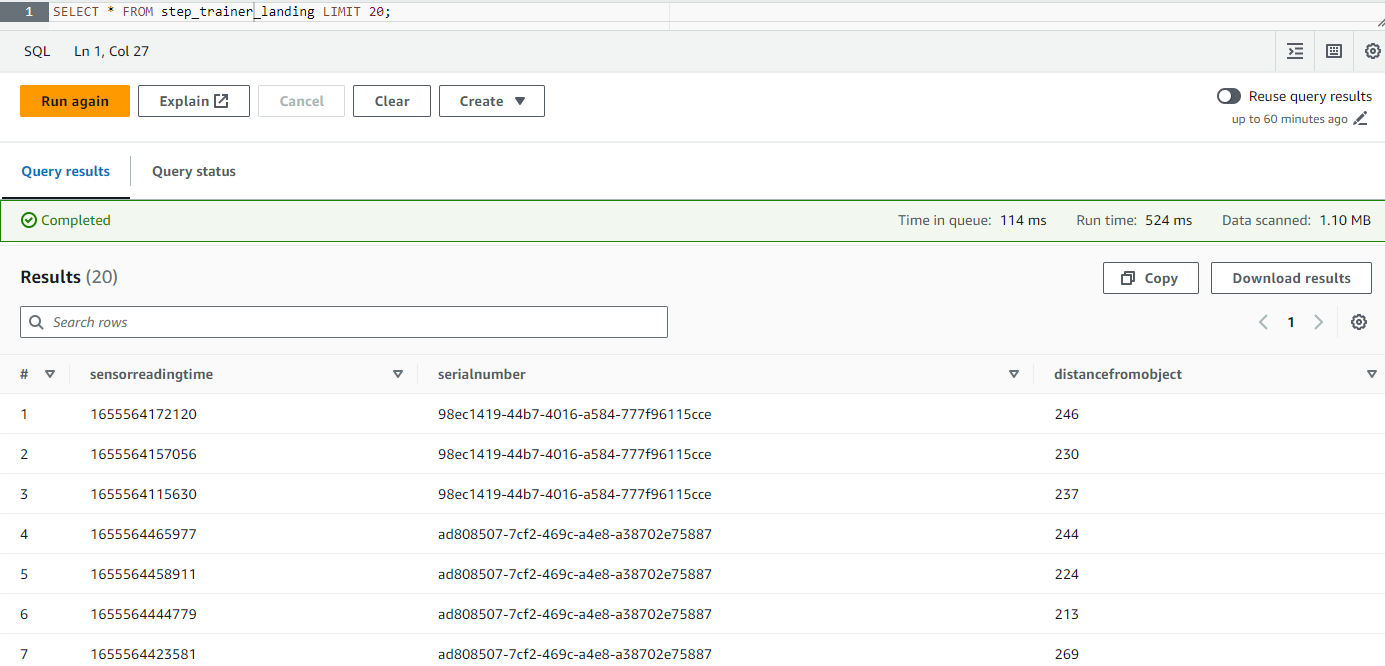 1 SELECT * FROM step_trainer_landing LIMIT 20;
SQL Ln 1, Col 27
Run again Explain Cancel Clear Create Reuse query results
up to 60 minutes ago
Query results Query status
Completed Time in queue: 114 ms Run time: 524 ms Data scanned: 1.10 MB
Results (20) Copy Download results
Search rows 1
# sensorreadingtime serialnumber distancefromobject
1 1655564172120 98ec1419-44b7-4016-a584-777f96115cce 246
2 1655564157056 98ec1419-44b7-4016-a584-777f96115cce 230
3 1655564115630 98ec1419-44b7-4016-a584-777f96115cce 237
4 1655564465977 ad808507-7cf2-469c-a4e8-a38702e75887 244
5 1655564458911 ad808507-7cf2-469c-a4e8-a38702e75887 224
6 1655564444779 ad808507-7cf2-469c-a4e8-a38702e75887 213
7 1655564423581 ad808507-7cf2-469c-a4e8-a38702e75887 269